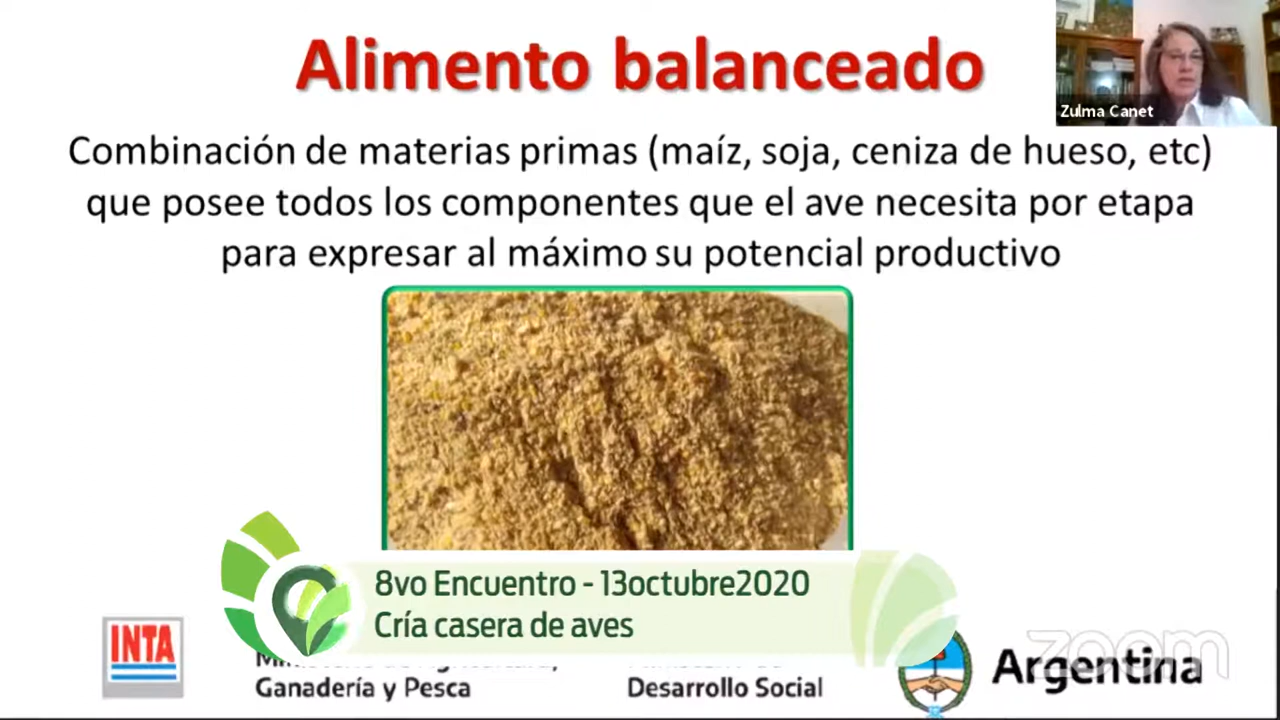 Alimento balanceado
Zulma Canet
Combinación de materias primas (maíz, soja, ceniza de hueso, etc)
que posee todos los componentes que el ave necesita por etapa
para expresar al máximo su potencial productivo
8vo Encuentro - 13octubre2020
Cría casera de aves
INTA
Ganadería y Pesca
Desarrollo Social
Argentina
zoom